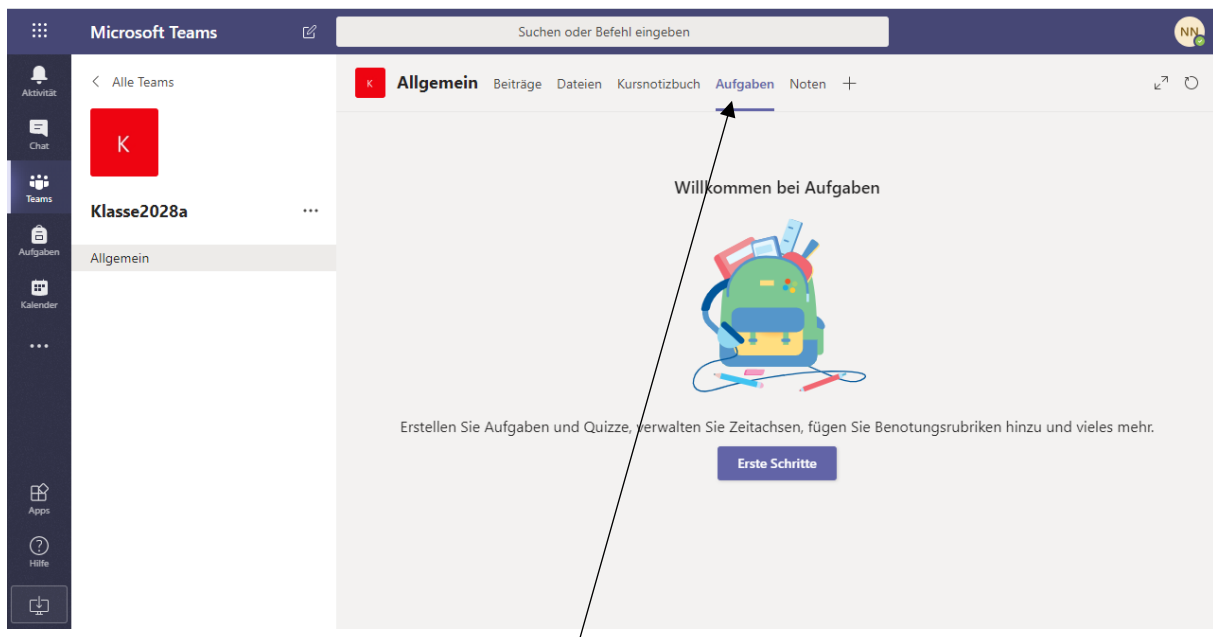 Microsoft Teams
Suchen oder Befehl eingeben
NN
Aktivität
Chat
Teams
Aufgaben
Kalender
Apps
Hilfe
Alle Teams
K
Klasse2028a
Allgemein
K Allgemein Beiträge Dateien Kursnotizbuch Aufgaben Noten
Willkommen bei Aufgaben
Erstellen Sie Aufgaben und Quizze, verwalten Sie Zeitachsen, fügen Sie Benotungsrubriken hinzu und vieles mehr.
Erste Schritte